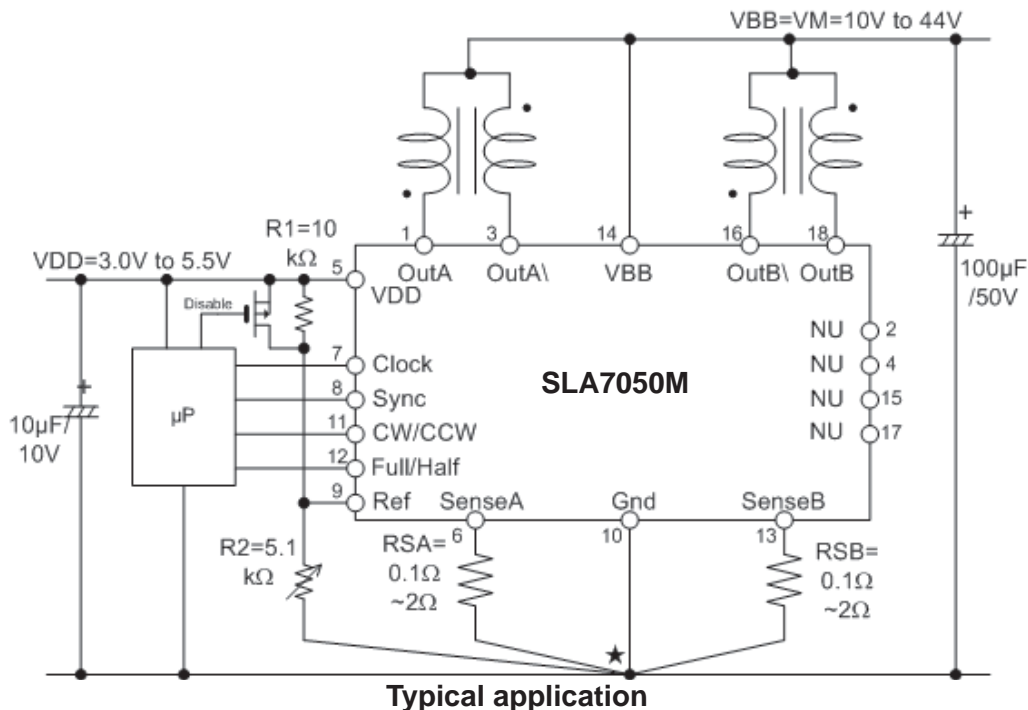 VBB=VM=10V to 44V
R1=10
kΩ
1
3
14
16
18
VDD=3.0V to 5.5V
5
OutA
OutA\
VBB
OutB\
OutB
VDD
+
100µF
/50V
Disable
NU
2
7
Clock
NU
4
SLA7050M
8
Sync
NU
15
+
10µF/
10V
µP
11
CW/CCW
NU
17
12
Full/Half
9
Ref
SenseA
Gnd
SenseB
6
10
13
R2=5.1
kΩ
RSA=
0.1Ω
~2Ω
RSB=
0.1Ω
~2Ω
★
Typical application